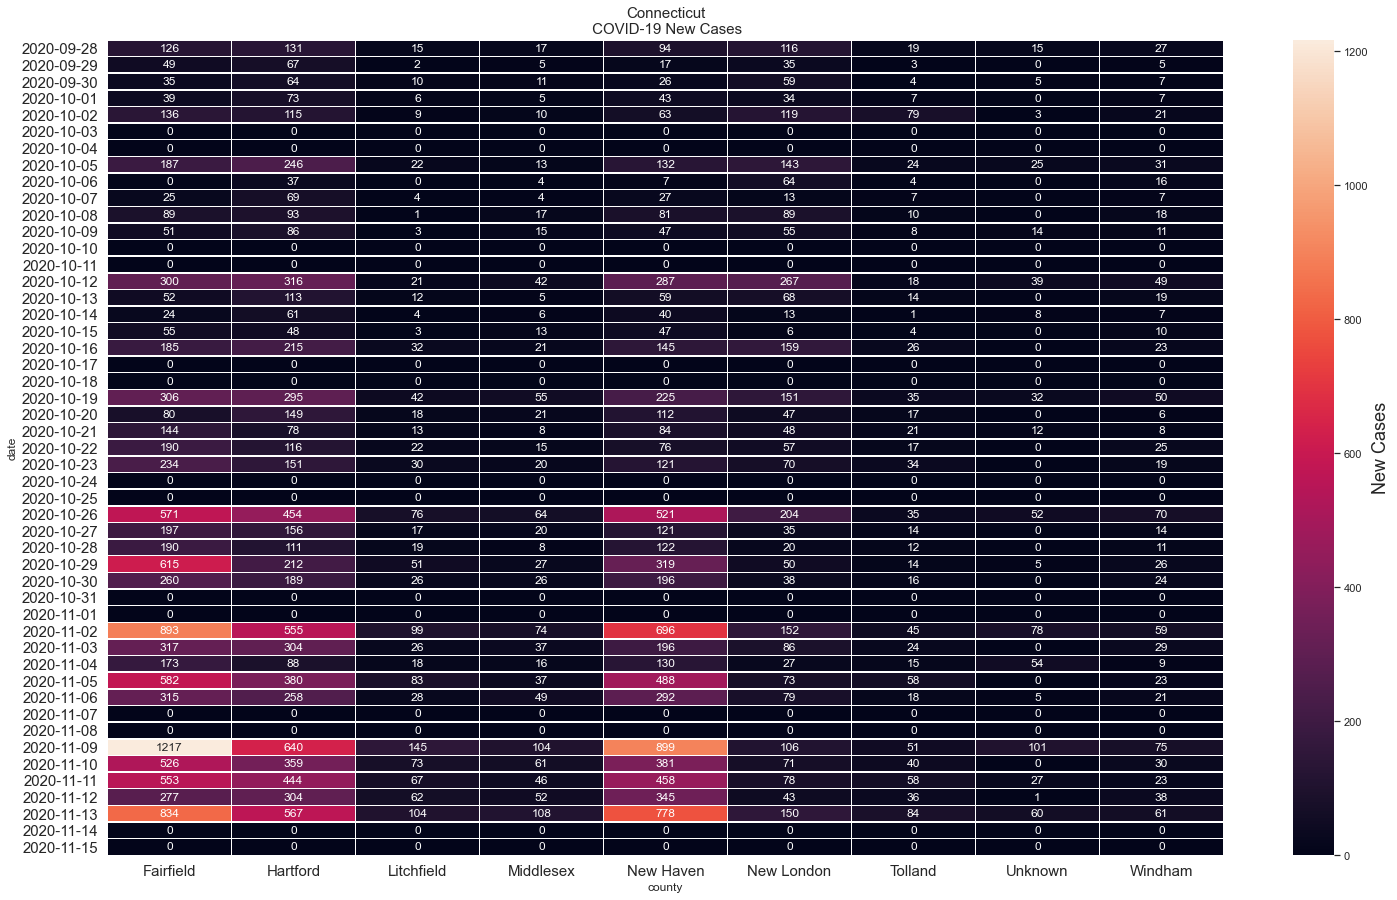 Connecticut
COVID-19 New Cases
2020-09-28 126 131 15 17 94 116 19 15 27
2020-09-29 49 67 2 5 17 35 3 0 5
2020-09-30 35 64 10 11 26 59 4 5 7
2020-10-01 39 73 6 5 43 34 7 0 7
2020-10-02 136 115 9 10 63 119 79 3 21
2020-10-03 0 0 0 0 0 0 0 0 0
2020-10-04 0 0 0 0 0 0 0 0 0
2020-10-05 187 246 22 13 132 143 24 25 31
2020-10-06 0 37 0 4 7 64 4 0 16
2020-10-07 25 69 4 4 27 13 7 0 7
2020-10-08 89 93 1 17 81 89 10 0 18
2020-10-09 51 86 3 15 47 55 8 14 11
2020-10-10 0 0 0 0 0 0 0 0 0
2020-10-11 0 0 0 0 0 0 0 0 0
2020-10-12 300 316 21 42 287 267 18 39 49
2020-10-13 52 113 12 5 59 68 14 0 19
2020-10-14 24 61 4 6 40 13 1 8 7
2020-10-15 55 48 3 13 47 6 4 0 10
2020-10-16 185 215 32 21 145 159 26 0 23
2020-10-17 0 0 0 0 0 0 0 0 0
2020-10-18 0 0 0 0 0 0 0 0 0
2020-10-19 306 295 42 55 225 151 35 32 50
2020-10-20 80 149 18 21 112 47 17 0 6
2020-10-21 144 78 13 8 84 48 21 12 8
2020-10-22 190 116 22 15 76 57 17 0 25
2020-10-23 234 151 30 20 121 70 34 0 19
2020-10-24 0 0 0 0 0 0 0 0 0
2020-10-25 0 0 0 0 0 0 0 0 0
2020-10-26 571 454 76 64 521 204 35 52 70
2020-10-27 197 156 17 20 121 35 14 0 14
2020-10-28 190 111 19 8 122 20 12 0 11
2020-10-29 615 212 51 27 319 50 14 5 26
2020-10-30 260 189 26 26 196 38 16 0 24
2020-10-31 0 0 0 0 0 0 0 0 0
2020-11-01 0 0 0 0 0 0 0 0 0
2020-11-02 893 555 99 74 696 152 45 78 59
2020-11-03 317 304 26 37 196 86 24 0 29
2020-11-04 173 88 18 16 130 27 15 54 9
2020-11-05 582 380 83 37 488 73 58 0 23
2020-11-06 315 258 28 49 292 79 18 5 21
2020-11-07 0 0 0 0 0 0 0 0 0
2020-11-08 0 0 0 0 0 0 0 0 0
2020-11-09 1217 640 145 104 899 106 51 101 75
2020-11-10 526 359 73 61 381 71 40 0 30
2020-11-11 553 444 67 46 458 78 58 27 23
2020-11-12 277 304 62 52 345 43 36 1 38
2020-11-13 834 567 104 108 778 150 84 60 61
2020-11-14 0 0 0 0 0 0 0 0 0
2020-11-15 0 0 0 0 0 0 0 0 0
Fairfield Hartford Litchfield Middlesex New Haven New London Tolland Unknown Windham
county
date
1200
1000
800
600
400
200
0
New Cases